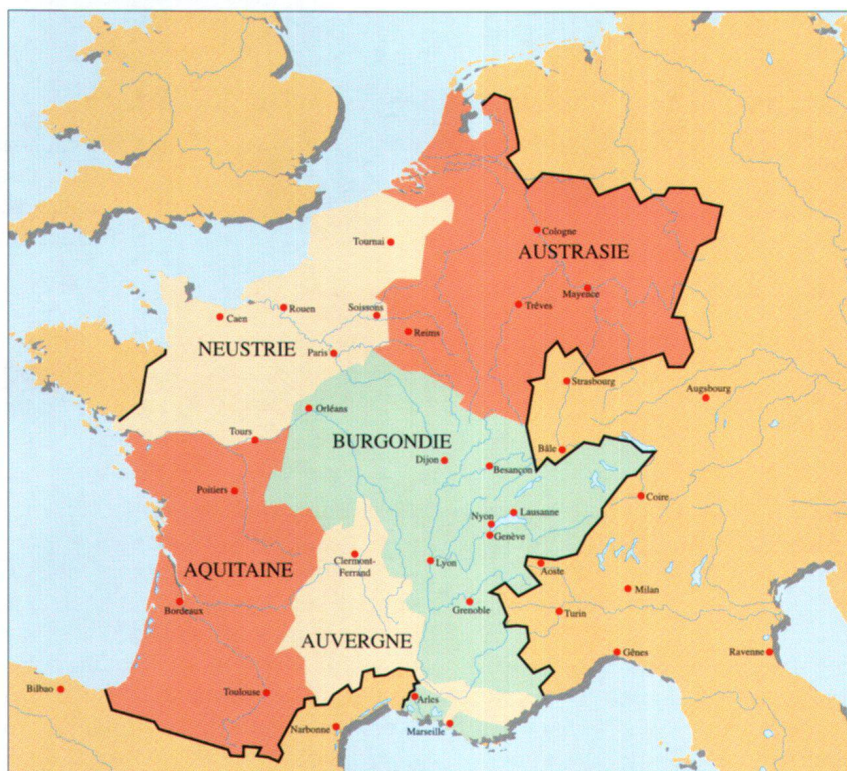 Cologne
Tournai
AUSTRASIE
Mayence
Trêves
Rouen
Soissons
Caen
Reims
NEUSTRIE
Paris
Strasbourg
Augsbourg
Orléans
Tours
BURGONDIE
Bâle
Dijon
Besançon
Poitiers
Coire
Lausanne
Nyon
Genève
Clermont-
Ferrand
Lyon
Aoste
AQUITAINE
Milan
Bordeaux
Grenoble
Turin
AUVERGNE
Gênes
Ravenne
Bilbao
Toulouse
Arles
Narbonne
Marseille